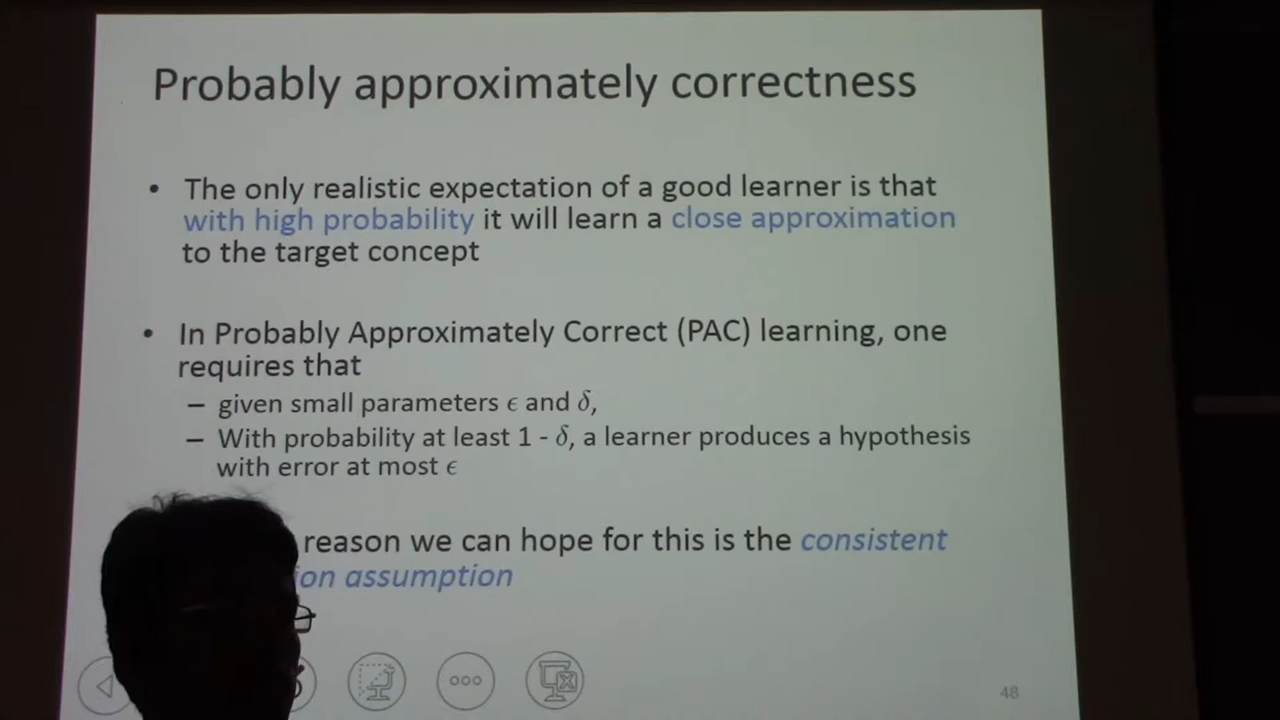 Probably approximately correctness
• The only realistic expectation of a good learner is that
with high probability it will learn a close approximation
to the target concept
• In Probably Approximately Correct (PAC) learning, one
requires that
– given small parameters ϵ and δ,
– With probability at least 1 - δ, a learner produces a hypothesis
with error at most ϵ
reason we can hope for this is the consistent
assumption
48